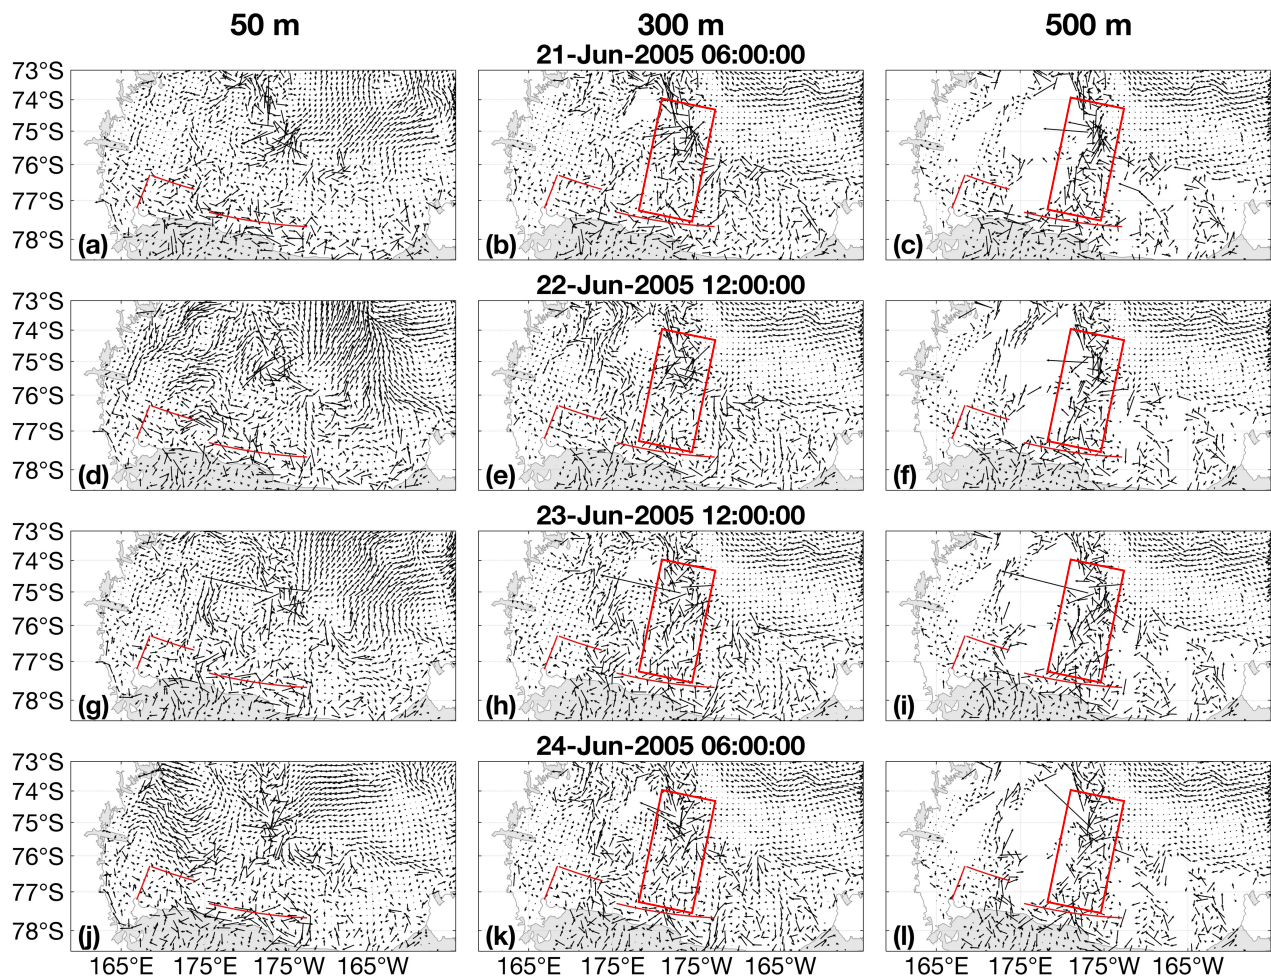 50 m 300 m 500 m
21-Jun-2005 06:00:00
73°S
74°S
75°S
76°S
77°S
78°S
(a) (b) (c)
22-Jun-2005 12:00:00
73°S
74°S
75°S
76°S
77°S
78°S
(d) (e) (f)
23-Jun-2005 12:00:00
73°S
74°S
75°S
76°S
77°S
78°S
(g) (h) (i)
24-Jun-2005 06:00:00
73°S
74°S
75°S
76°S
77°S
78°S
(j) (k) (l)
165°E 175°E 175°W 165°W 165°E 175°E 175°W 165°W 165°E 175°E 175°W 165°W